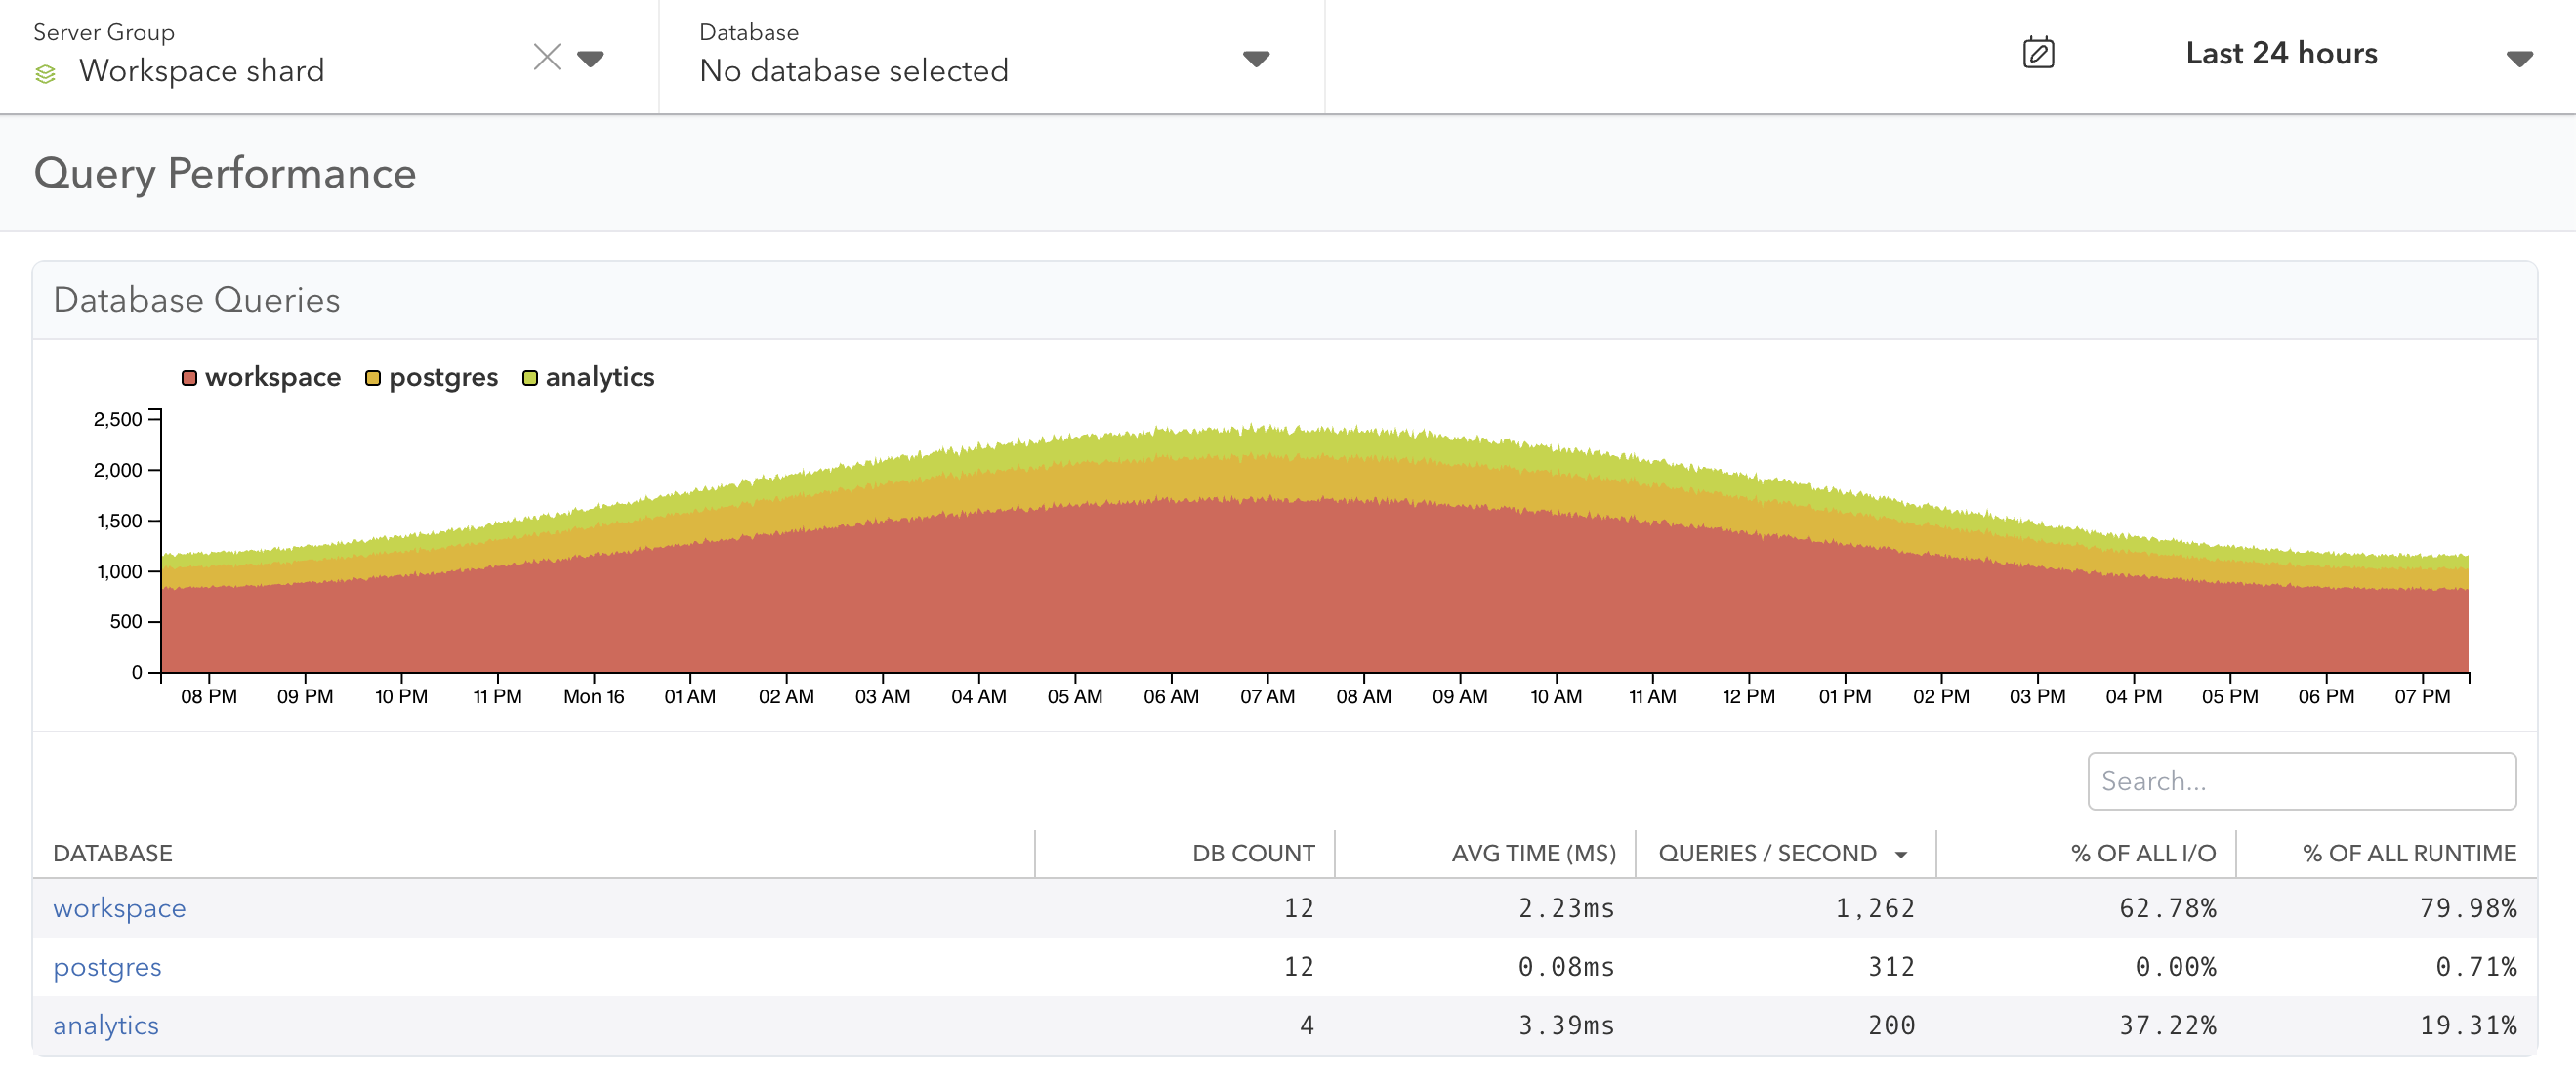 Server Group
Workspace shard
Database
No database selected
Last 24 hours
Query Performance
Database Queries
workspace postgres analytics
2,500
2,000
1,500
1,000
500
0
08 PM 09 PM 10 PM 11 PM Mon 16 01 AM 02 AM 03 AM 04 AM 05 AM 06 AM 07 AM 08 AM 09 AM 10 AM 11 AM 12 PM 01 PM 02 PM 03 PM 04 PM 05 PM 06 PM 07 PM
Search...
DATABASE DB COUNT AVG TIME (MS) QUERIES / SECOND % OF ALL I/O % OF ALL RUNTIME
workspace 12 2.23ms 1,262 62.78% 79.98%
postgres 12 0.08ms 312 0.00% 0.71%
analytics 4 3.39ms 200 37.22% 19.31%